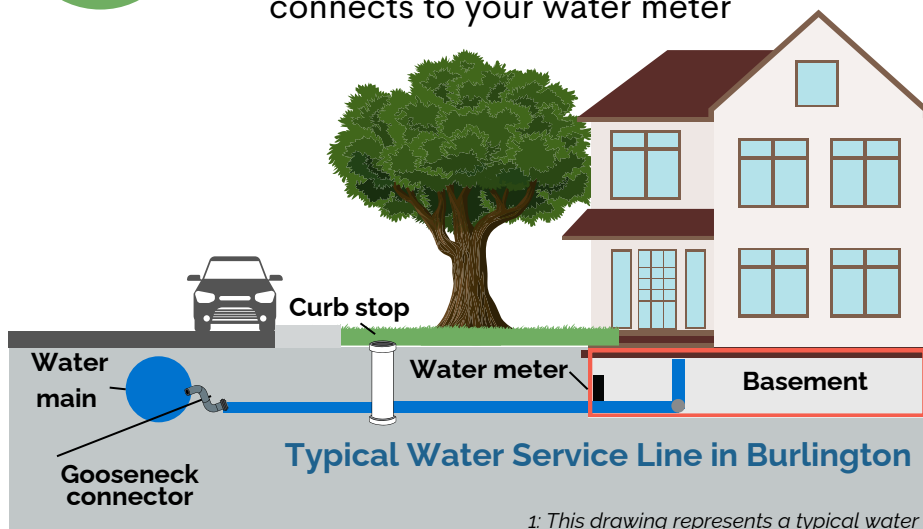 connects to your water meter
Curb stop
Water
main
Water meter
Basement
Gooseneck
connector
Typical Water Service Line in Burlington
1: This drawing represents a typical water